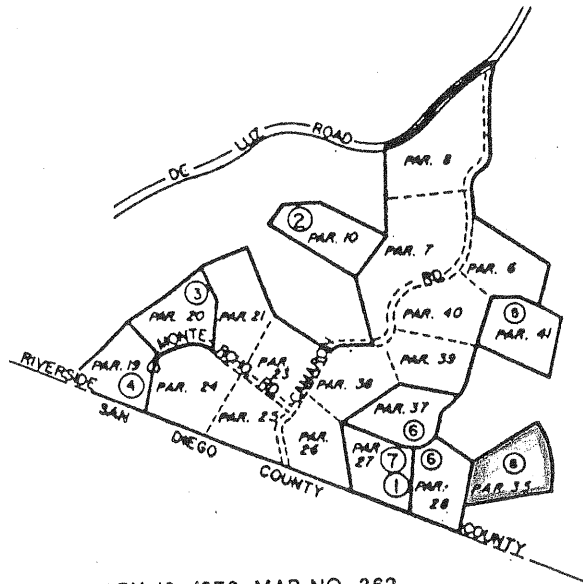 DE LUZ ROAD
PAR. 8
② PAR. 10
PAR. 7
RD
PAR. 6
③
PAR. 20
PAR. 21
PAR. 40
PAR. 41
MONTE
PAR. 19
④
PAR. 24
RD
PAR. 23
PAR. 38
PAR. 39
RIVERSIDE
SAN DIEGO COUNTY
PAR. 25
PAR. 26
PAR. 37
⑥
PAR. 27
⑦
①
⑥
PAR. 28
PAR. 35
COUNTY
MAP NO. 362